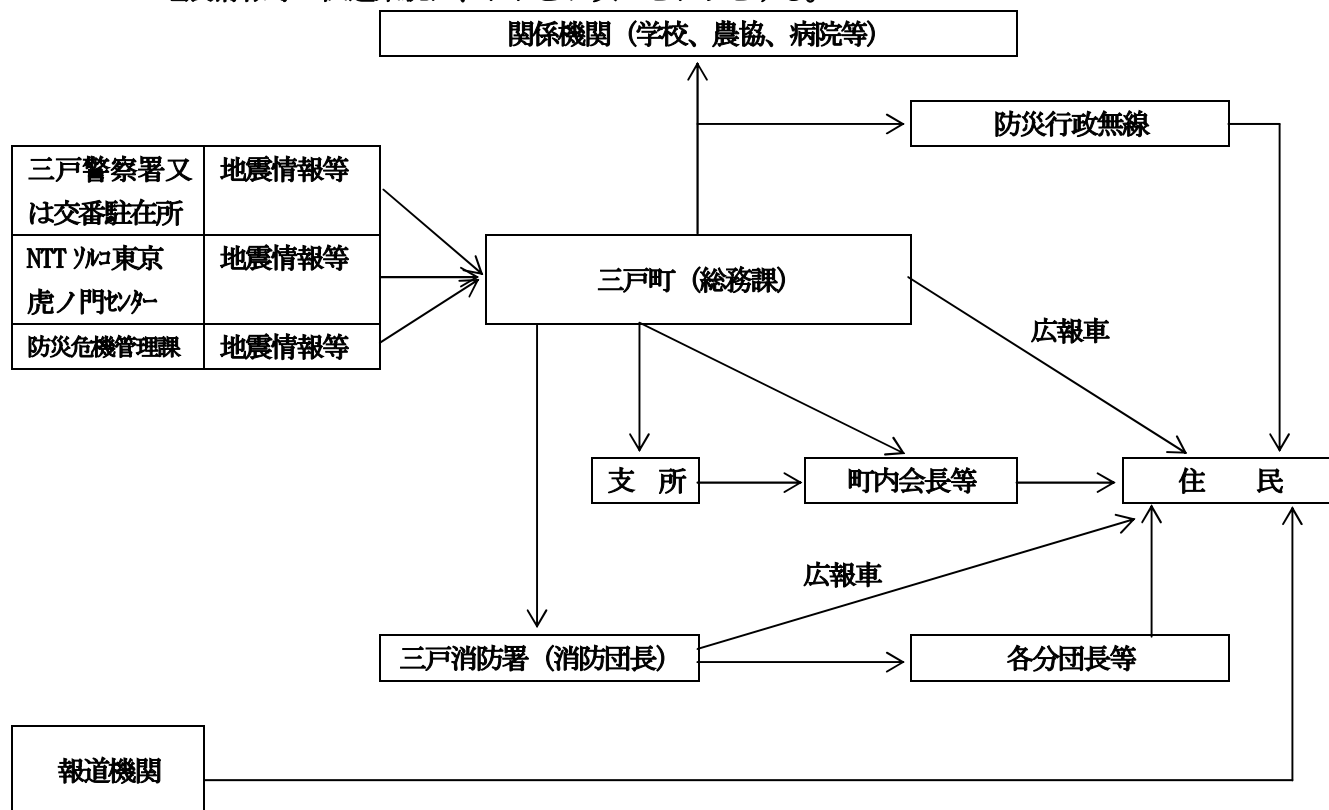 関係機関（学校、農協、病院等）
防災行政無線
三戸警察署又
は交番駐在所
地震情報等
NTTソルコ東京
虎ノ門センター
地震情報等
防災危機管理課
地震情報等
三戸町（総務課）
広報車
支　所
町内会長等
住　　民
広報車
三戸消防署（消防団長）
各分団長等
報道機関